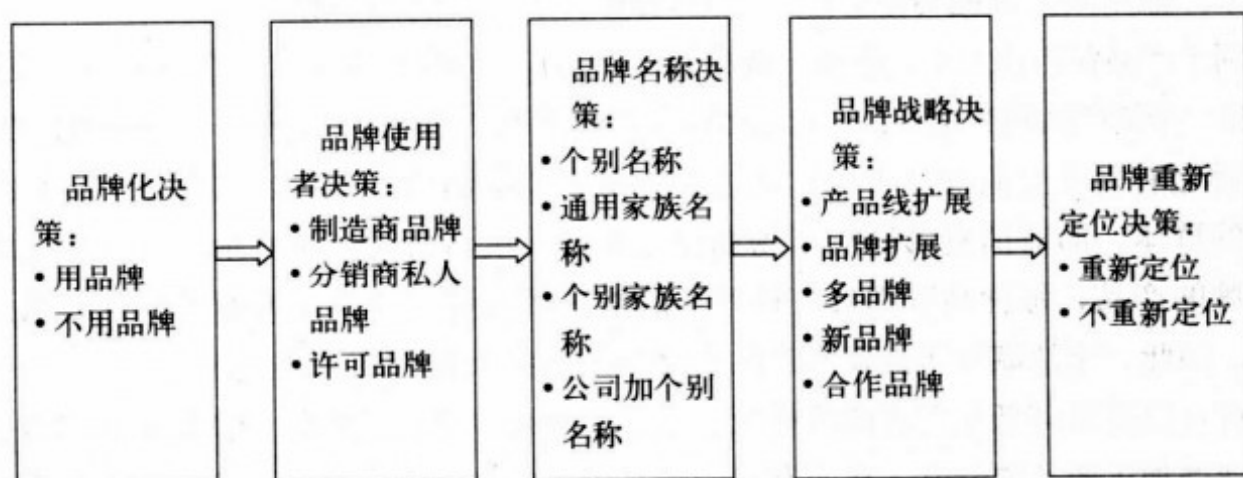 品牌化决
策：
• 用品牌
• 不用品牌
品牌使用
者决策：
• 制造商品牌
• 分销商私人
品牌
• 许可品牌
品牌名称决
策：
• 个别名称
• 通用家族名
称
• 个别家族名
称
• 公司加个别
名称
品牌战略决
策：
• 产品线扩展
• 品牌扩展
• 多品牌
• 新品牌
• 合作品牌
品牌重新
定位决策：
• 重新定位
• 不重新定位